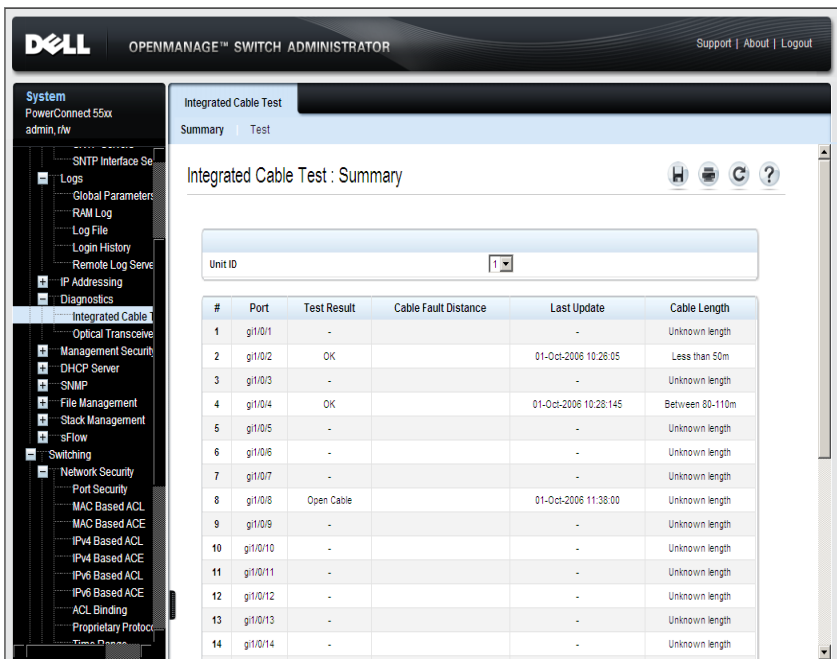 DELL OPENMANAGE™ SWITCH ADMINISTRATOR Support | About | Logout
System
PowerConnect 55xx
admin, r/w
SNTP Interface Se
Logs
Global Parameters
RAM Log
Log File
Login History
Remote Log Serve
IP Addressing
Diagnostics
Integrated Cable T
Optical Transceive
Management Security
DHCP Server
SNMP
File Management
Stack Management
sFlow
Switching
Network Security
Port Security
MAC Based ACL
MAC Based ACE
IPv4 Based ACL
IPv4 Based ACE
IPv6 Based ACL
IPv6 Based ACE
ACL Binding
Proprietary Protoco
Time Range
Integrated Cable Test
Summary | Test
Integrated Cable Test : Summary
Unit ID 1
# Port Test Result Cable Fault Distance Last Update Cable Length
1 gi1/0/1 - - Unknown length
2 gi1/0/2 OK 01-Oct-2006 10:26:05 Less than 50m
3 gi1/0/3 - - Unknown length
4 gi1/0/4 OK 01-Oct-2006 10:28:145 Between 80-110m
5 gi1/0/5 - - Unknown length
6 gi1/0/6 - - Unknown length
7 gi1/0/7 - - Unknown length
8 gi1/0/8 Open Cable 01-Oct-2006 11:38:00 Unknown length
9 gi1/0/9 - - Unknown length
10 gi1/0/10 - - Unknown length
11 gi1/0/11 - - Unknown length
12 gi1/0/12 - - Unknown length
13 gi1/0/13 - - Unknown length
14 gi1/0/14 - - Unknown length